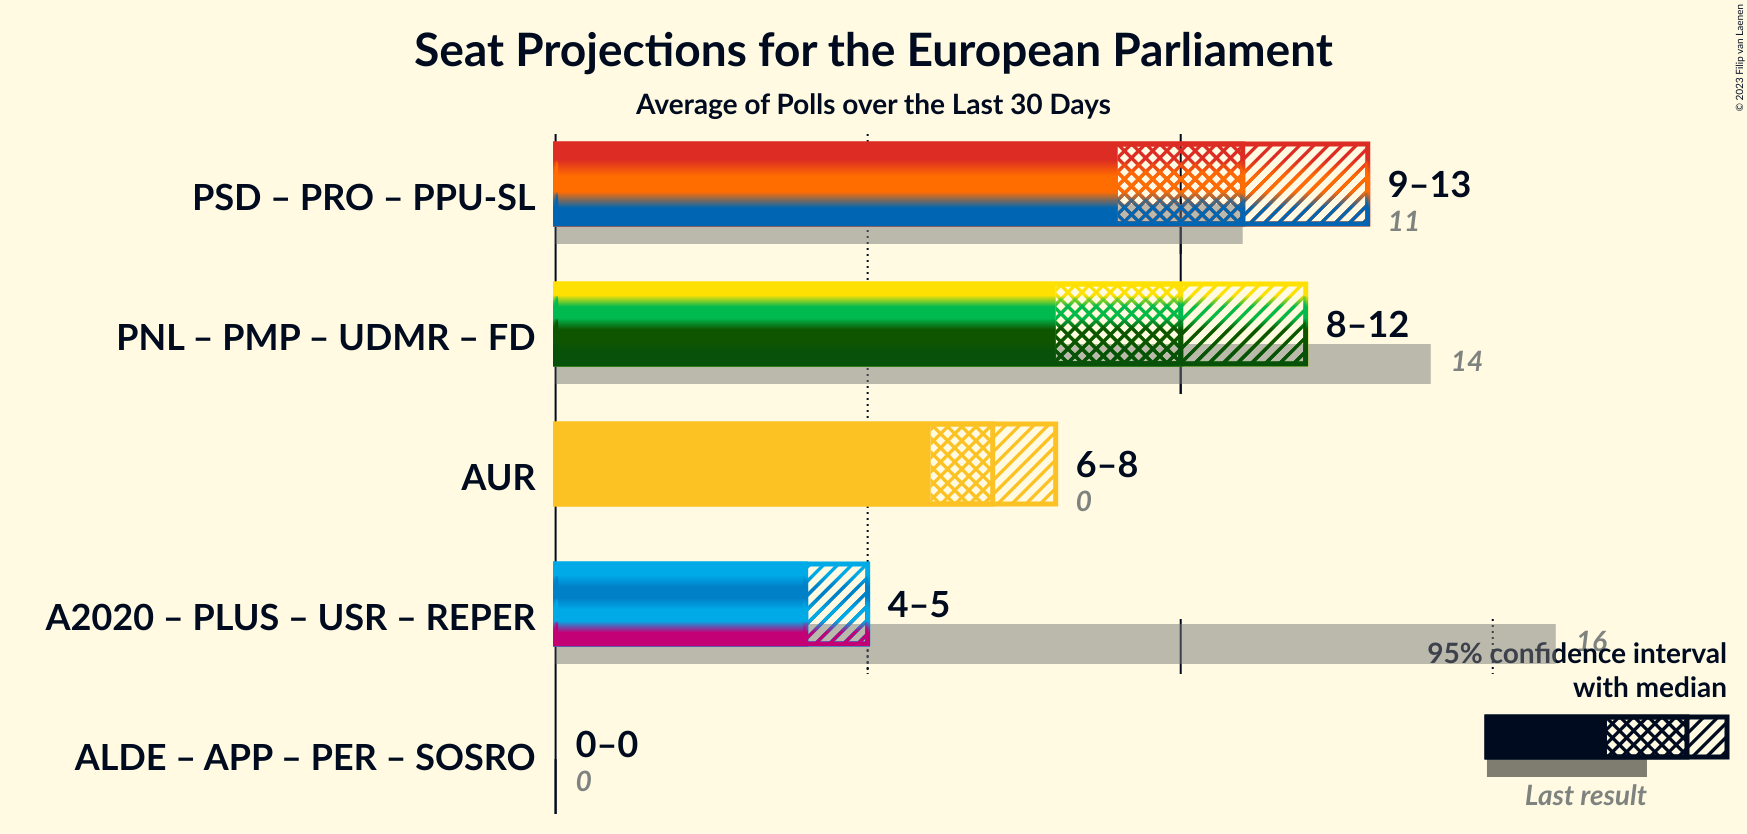 Seat Projections for the European Parliament
Average of Polls over the Last 30 Days
© 2023 Filip van Laenen
PSD – PRO – PPU-SL
9–13
11
PNL – PMP – UDMR – FD
8–12
14
AUR
6–8
0
A2020 – PLUS – USR – REPER
4–5
16
ALDE – APP – PER – SOSRO
0–0
0
95% confidence interval
with median
Last result